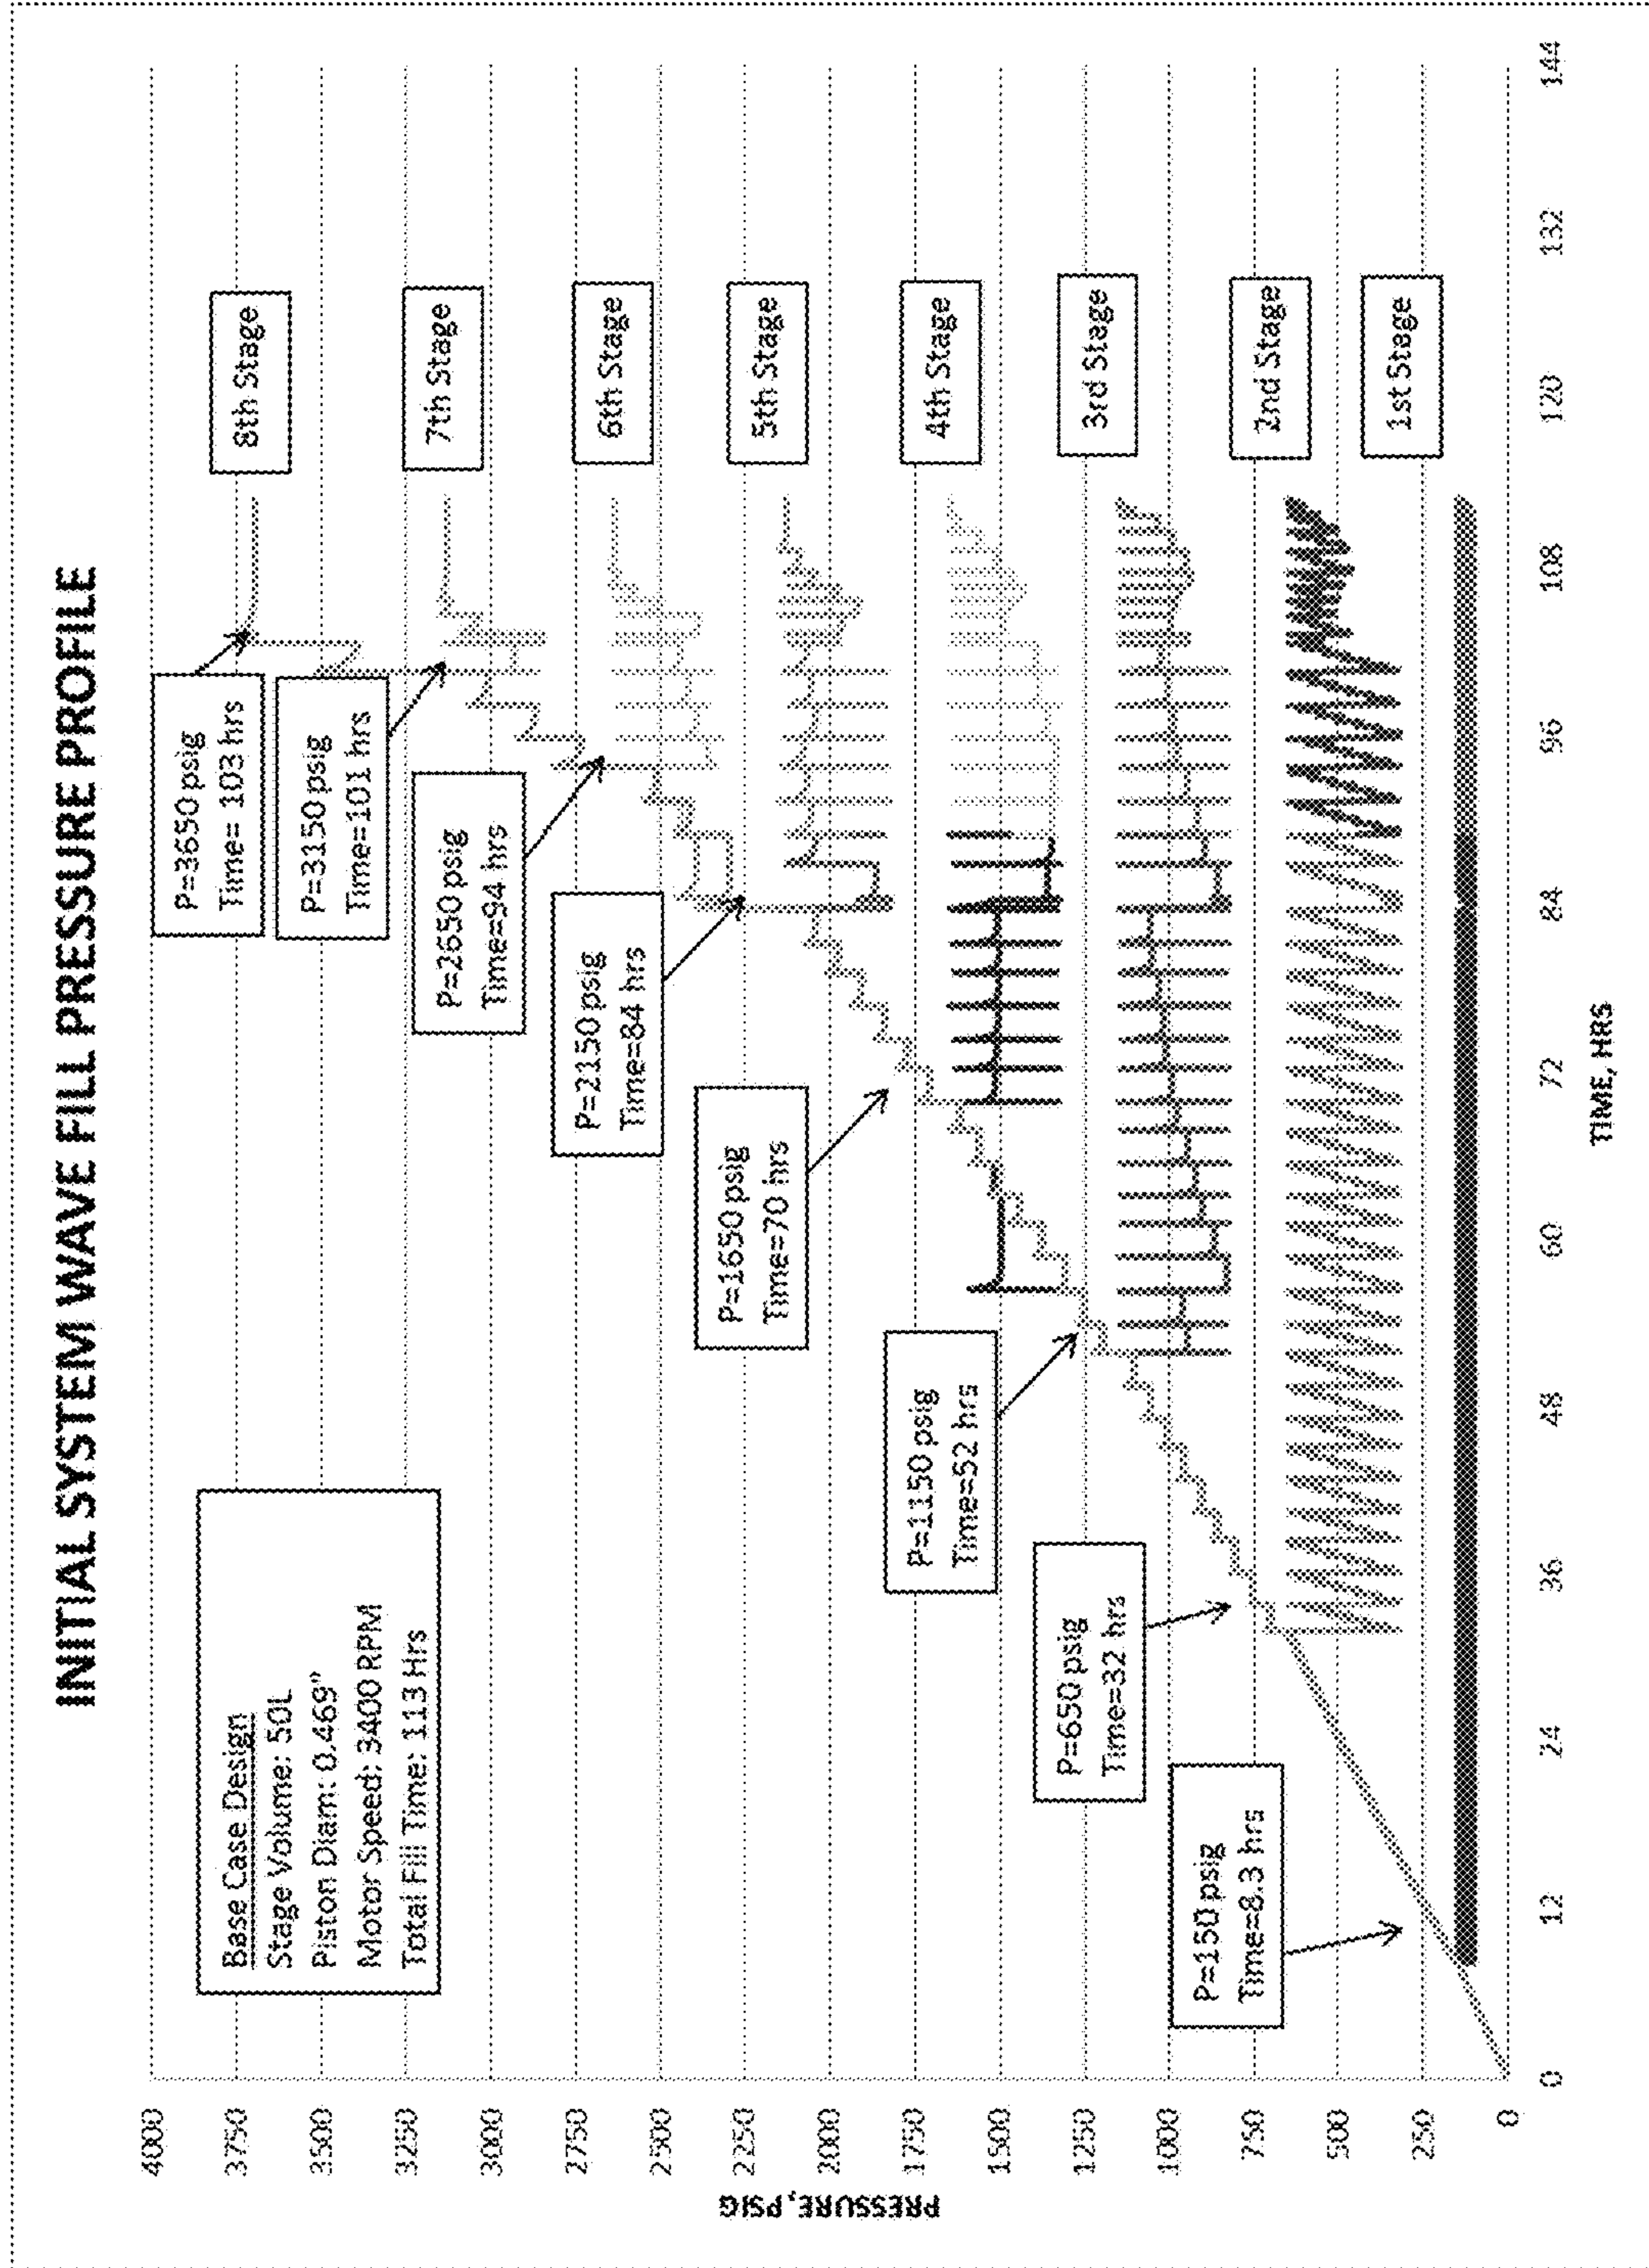 INITIAL SYSTEM WAVE FILL PRESSURE PROFILE
Base Case Design
Stage Volume: 50L
Piston Diam: 0.469"
Motor Speed: 3400 RPM
Total Fill Time: 113 Hrs
P=3650 psig
Time= 103 hrs
P=3150 psig
Time=101 hrs
P=2650 psig
Time=94 hrs
P=2150 psig
Time=84 hrs
P=1650 psig
Time=70 hrs
P=1150 psig
Time=52 hrs
P=650 psig
Time=32 hrs
P=150 psig
Time=8.3 hrs
8th Stage
7th Stage
6th Stage
5th Stage
4th Stage
3rd Stage
2nd Stage
1st Stage
PRESSURE, PSIG
4000
3750
3500
3250
3000
2750
2500
2250
2000
1750
1500
1250
1000
750
500
250
0
0 12 24 36 48 60 72 84 96 108 120 132 144
TIME, HRS